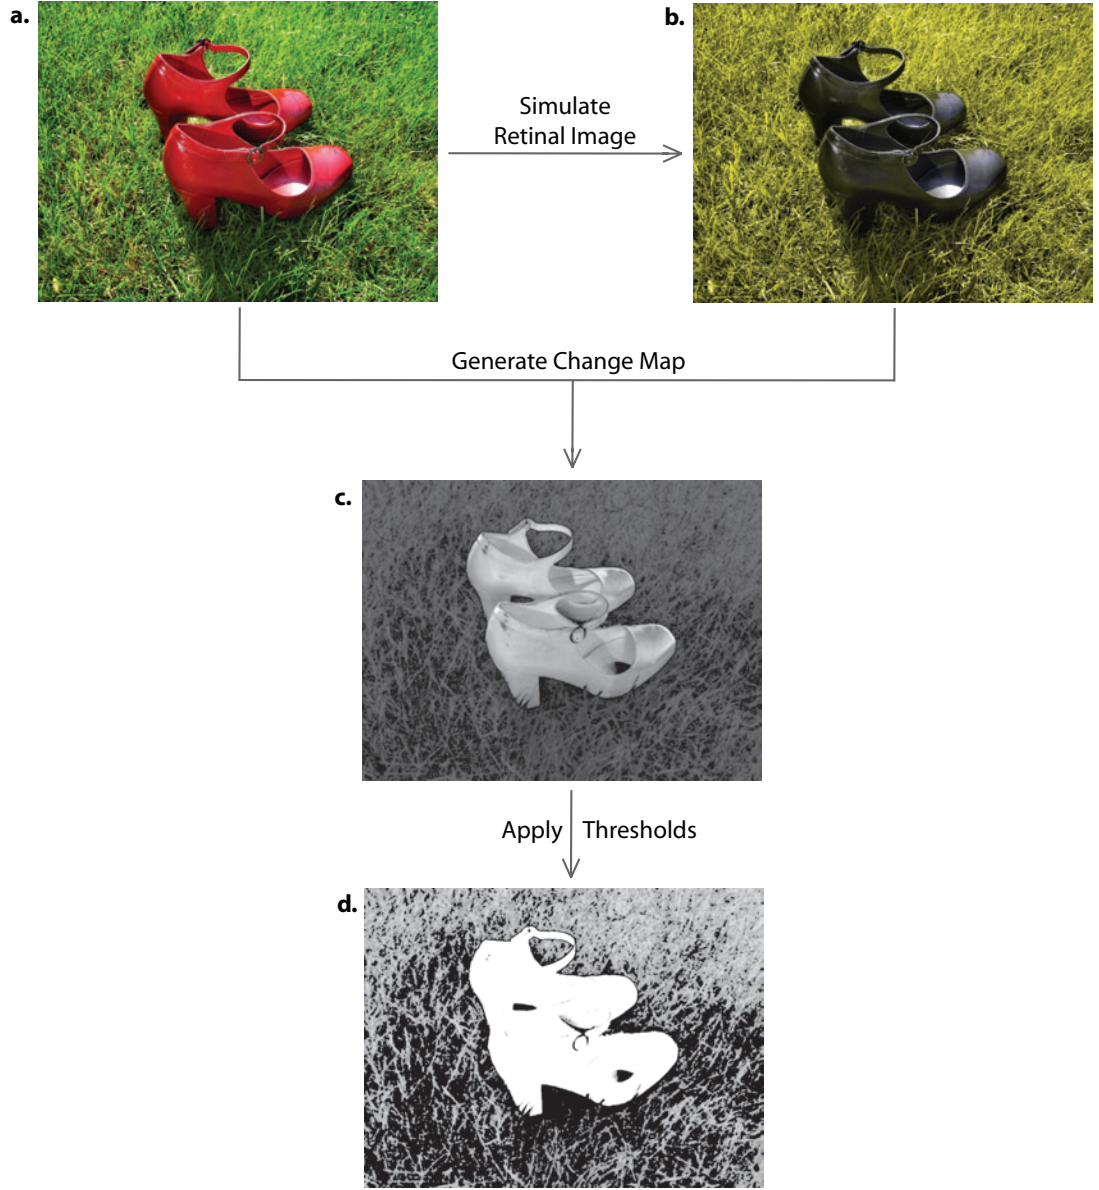 a.
b.
Simulate
Retinal Image
Generate Change Map
c.
Apply Thresholds
d.